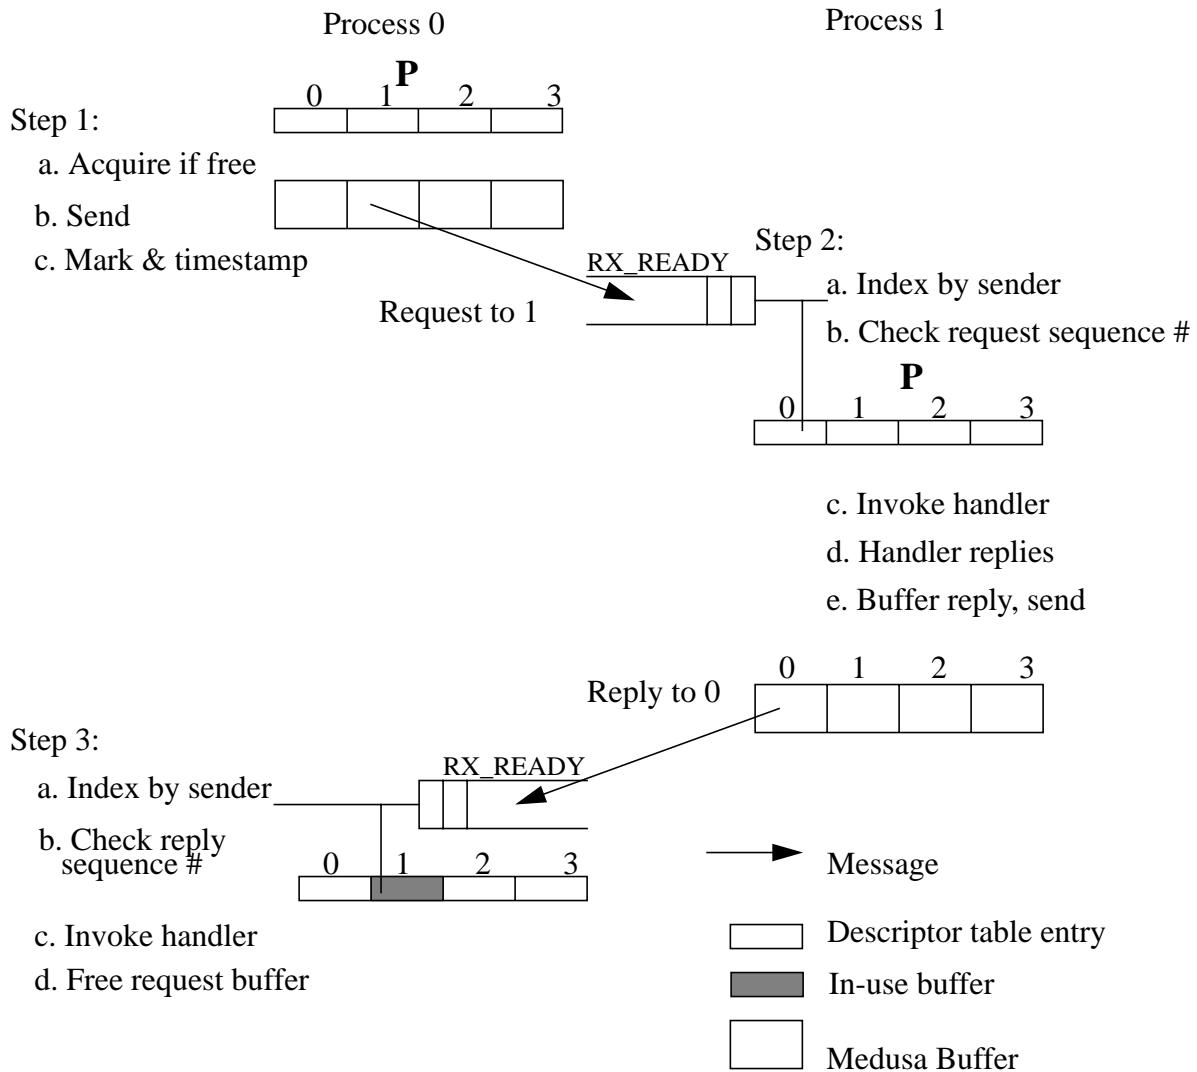 Process 0
Process 1
P
0 1 2 3
Step 1:
a. Acquire if free
b. Send
c. Mark & timestamp
Step 2:
RX_READY
a. Index by sender
Request to 1
b. Check request sequence #
P
0 1 2 3
c. Invoke handler
d. Handler replies
e. Buffer reply, send
0 1 2 3
Reply to 0
Step 3:
RX_READY
a. Index by sender
b. Check reply
sequence #
0 1 2 3
Message
c. Invoke handler
Descriptor table entry
d. Free request buffer
In-use buffer
Medusa Buffer